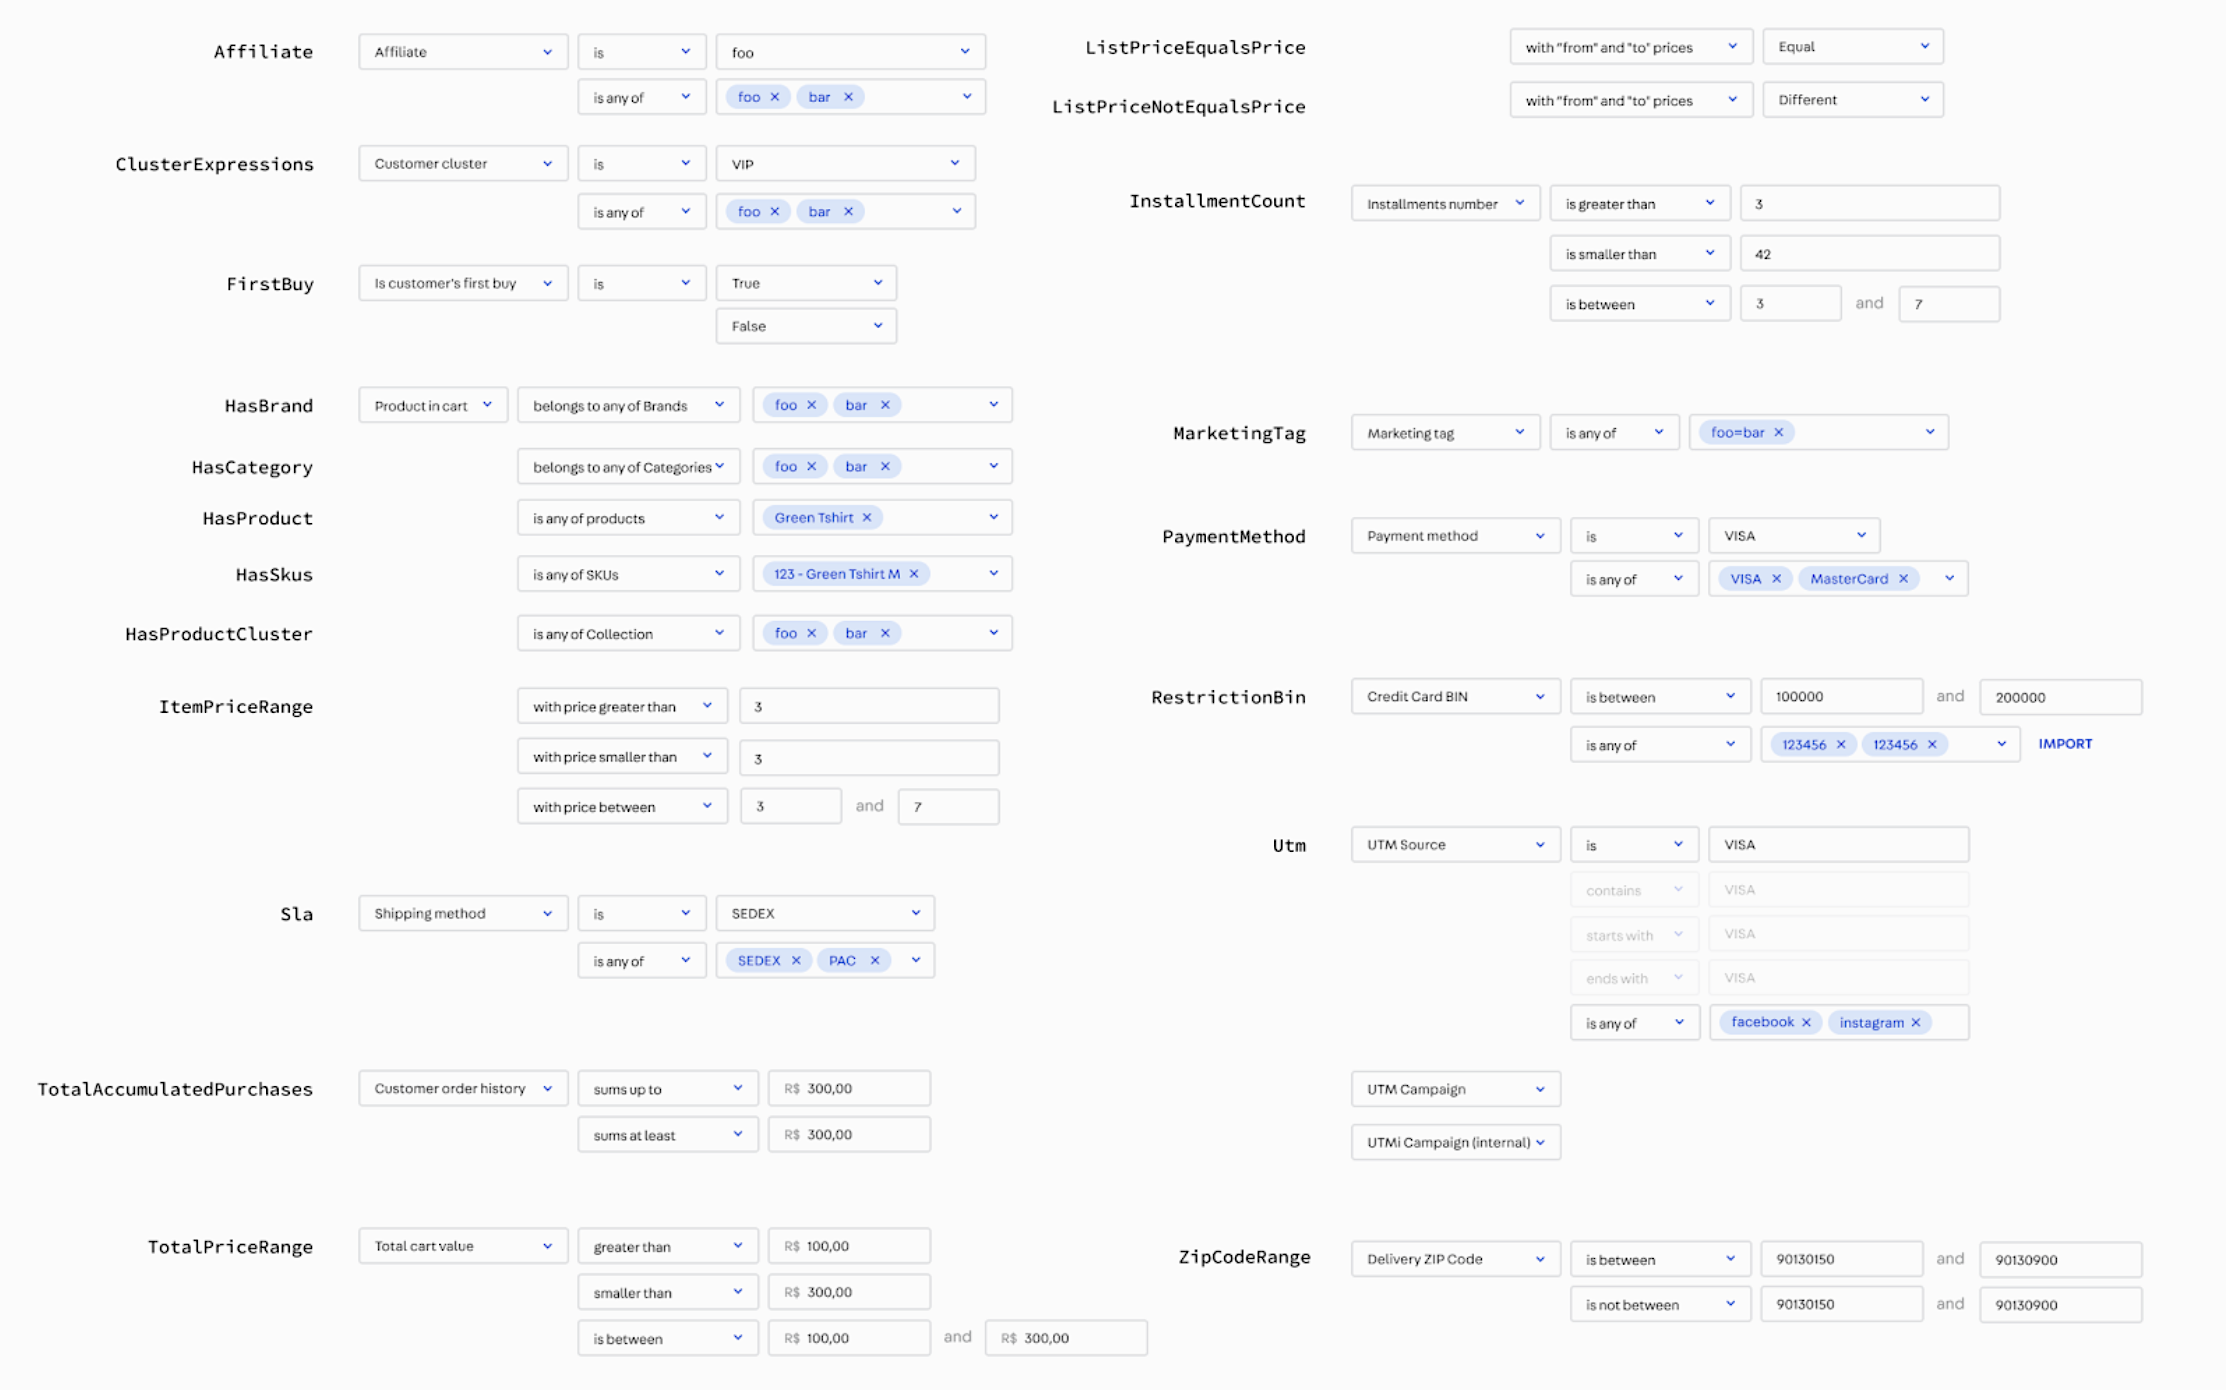 Affiliate Affiliate is foo
is any of foo × bar ×
ClusterExpressions Customer cluster is VIP
is any of foo × bar ×
FirstBuy Is customer's first buy is True
False
HasBrand Product in cart belongs to any of Brands foo × bar ×
HasCategory belongs to any of Categories foo × bar ×
HasProduct is any of products Green Tshirt ×
HasSkus is any of SKUs 123 - Green Tshirt M ×
HasProductCluster is any of Collection foo × bar ×
ItemPriceRange with price greater than 3
with price smaller than 3
with price between 3 and 7
Sla Shipping method is SEDEX
is any of SEDEX × PAC ×
TotalAccumulatedPurchases Customer order history sums up to R$ 300,00
sums at least R$ 300,00
TotalPriceRange Total cart value greater than R$ 100,00
smaller than R$ 300,00
is between R$ 100,00 and R$ 300,00
ListPriceEqualsPrice with "from" and "to" prices Equal
ListPriceNotEqualsPrice with "from" and "to" prices Different
InstallmentCount Installments number is greater than 3
is smaller than 42
is between 3 and 7
MarketingTag Marketing tag is any of foo=bar ×
PaymentMethod Payment method is VISA
is any of VISA × MasterCard ×
RestrictionBin Credit Card BIN is between 100000 and 200000
is any of 123456 × 123456 × IMPORT
Utm UTM Source is VISA
contains VISA
starts with VISA
ends with VISA
is any of facebook × instagram ×
UTM Campaign
UTMi Campaign (internal)
ZipCodeRange Delivery ZIP Code is between 90130150 and 90130900
is not between 90130150 and 90130900